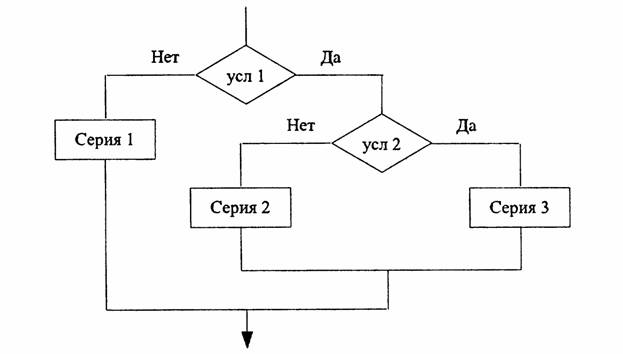 Нет
Да
усл 1
Серия 1
Нет
Да
усл 2
Серия 2
Серия 3